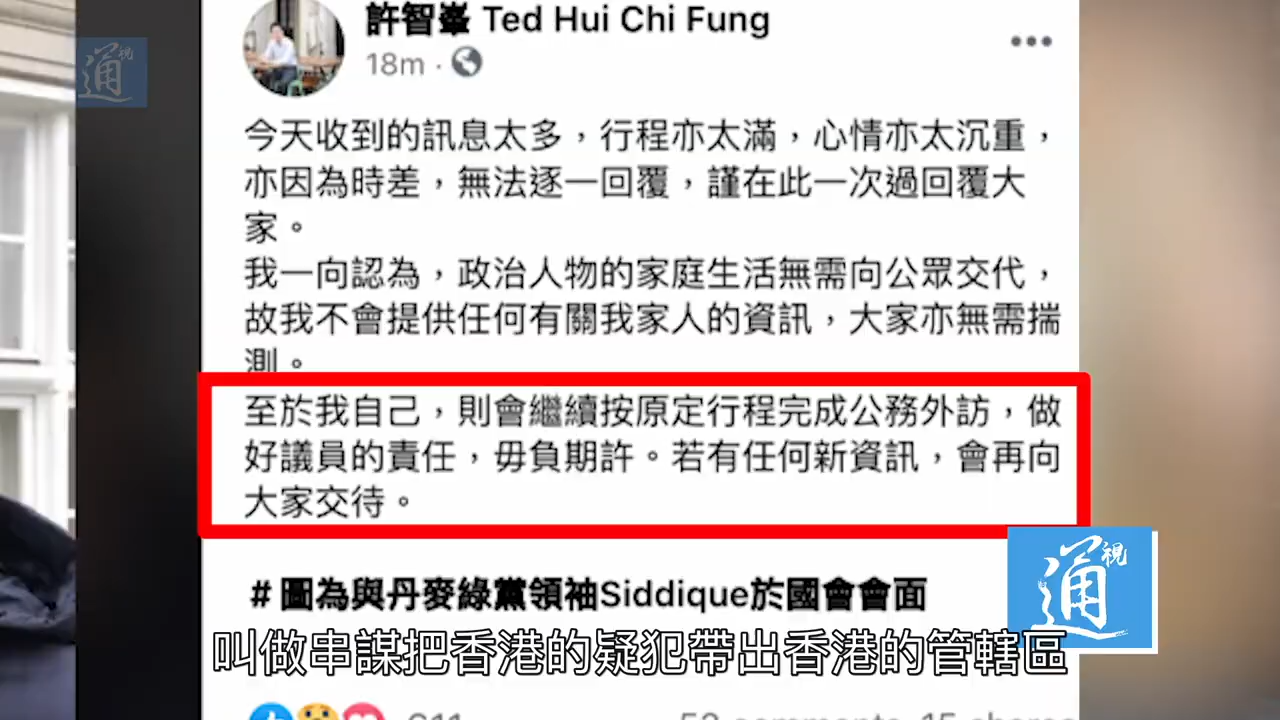 許智峯 Ted Hui Chi Fung
18m ·
通視
今天收到的訊息太多，行程亦太滿，心情亦太沉重，
亦因為時差，無法逐一回覆，謹在此一次過回覆大
家。
我一向認為，政治人物的家庭生活無需向公眾交代，
故我不會提供任何有關我家人的資訊，大家亦無需揣
測。
至於我自己，則會繼續按原定行程完成公務外訪，做
好議員的責任，毋負期許。若有任何新資訊，會再向
大家交待。
通視
#圖為與丹麥綠黨領袖Siddique於國會會面
叫做串謀把香港的疑犯帶出香港的管轄區